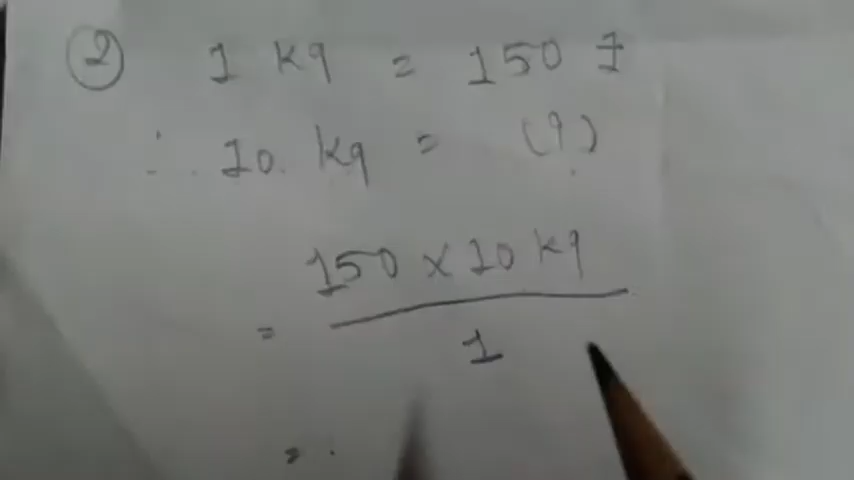 2 1 Kg = 150 ₹
∴ 10. Kg = (?)
= 150 × 10 Kg
1
= .